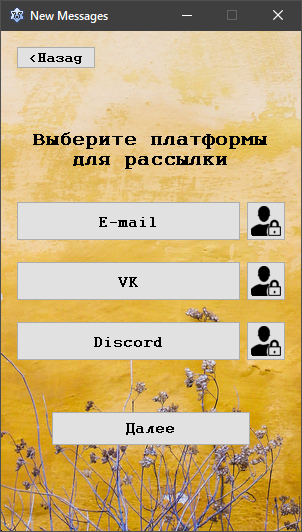 New Messages
<Назад
Выберите платформы
для рассылки
E-mail
VK
Discord
Далее